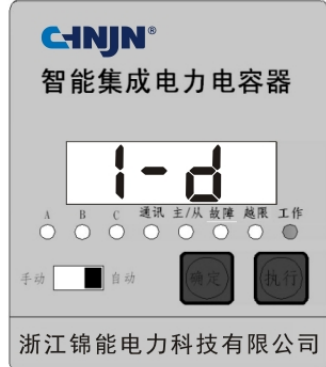 CHNJN®
智能集成电力电容器
1-d
A B C 通讯 主/从 故障 越限 工作
手动 自动 确定 执行
浙江锦能电力科技有限公司